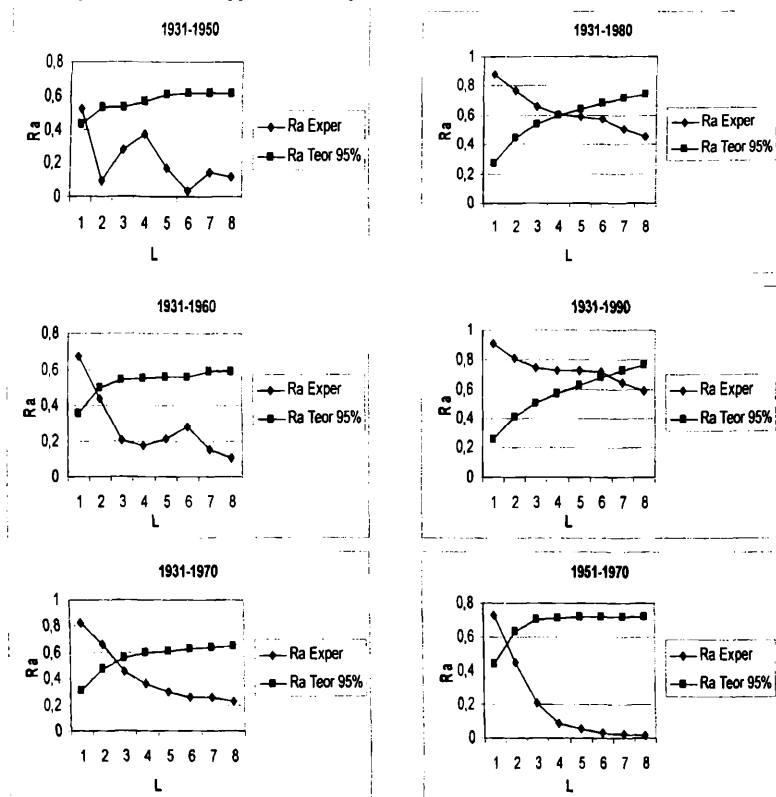 1931-1950
0,8
0,6
0,4
0,2
0
Ra
1 2 3 4 5 6 7 8
L
Ra Exper
Ra Teor 95%
1931-1980
1
0,8
0,6
0,4
0,2
0
Ra
1 2 3 4 5 6 7 8
L
Ra Exper
Ra Teor 95%
1931-1960
0,8
0,6
0,4
0,2
0
Ra
1 2 3 4 5 6 7 8
L
Ra Exper
Ra Teor 95%
1931-1990
1
0,8
0,6
0,4
0,2
0
Ra
1 2 3 4 5 6 7 8
L
Ra Exper
Ra Teor 95%
1931-1970
1
0,8
0,6
0,4
0,2
0
Ra
1 2 3 4 5 6 7 8
L
Ra Exper
Ra Teor 95%
1951-1970
0,8
0,6
0,4
0,2
0
Ra
1 2 3 4 5 6 7 8
L
Ra Exper
Ra Teor 95%